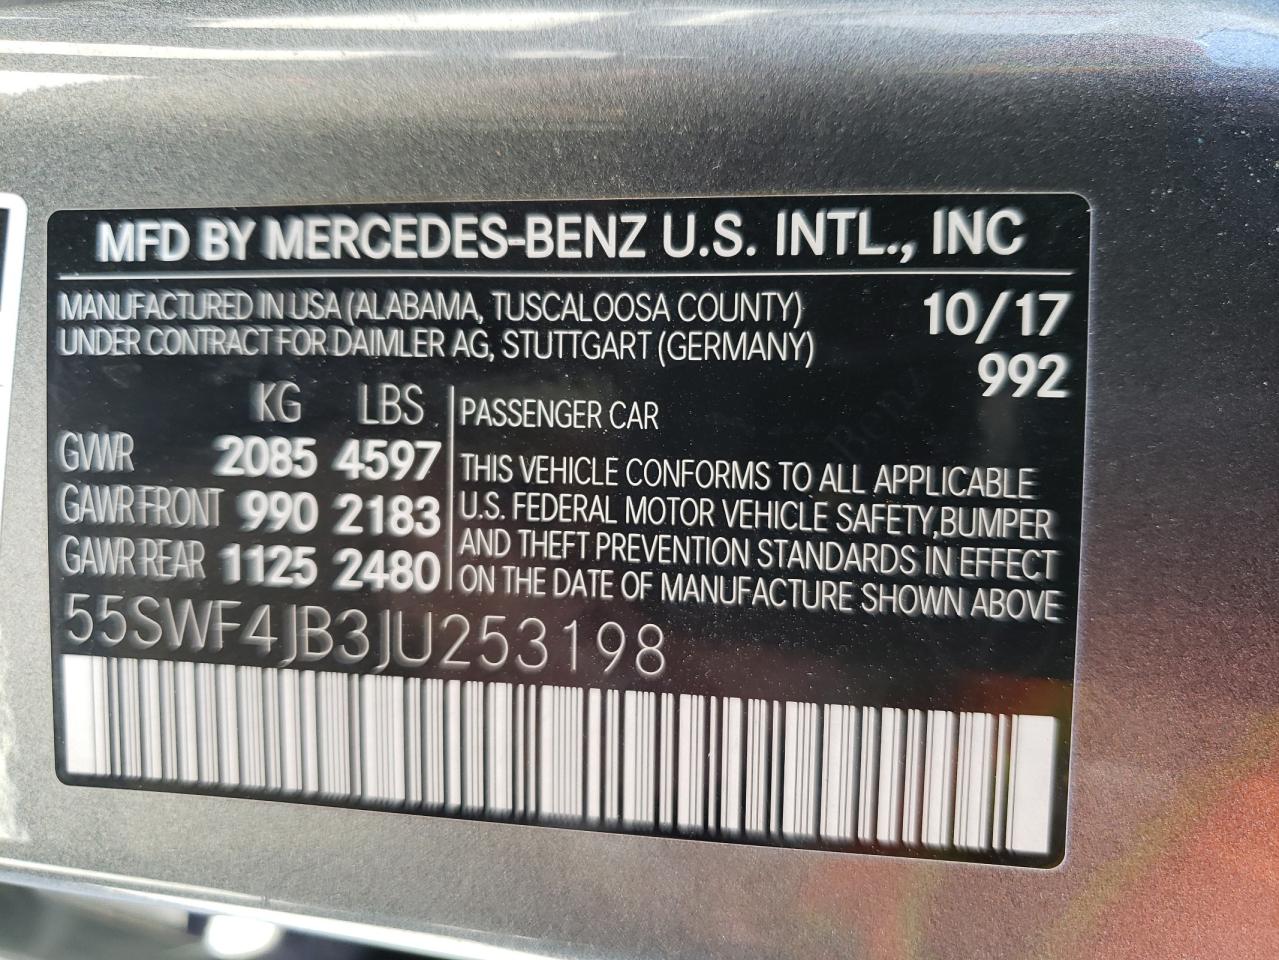 MFD BY MERCEDES-BENZ U.S. INTL., INC
MANUFACTURED IN USA (ALABAMA, TUSCALOOSA COUNTY) 10/17
UNDER CONTRACT FOR DAIMLER AG, STUTTGART (GERMANY) 992
KG LBS
GVWR 2085 4597
GAWR FRONT 990 2183
GAWR REAR 1125 2480
PASSENGER CAR
THIS VEHICLE CONFORMS TO ALL APPLICABLE
U.S. FEDERAL MOTOR VEHICLE SAFETY,BUMPER
AND THEFT PREVENTION STANDARDS IN EFFECT
ON THE DATE OF MANUFACTURE SHOWN ABOVE
55SWF4JB3JU253198